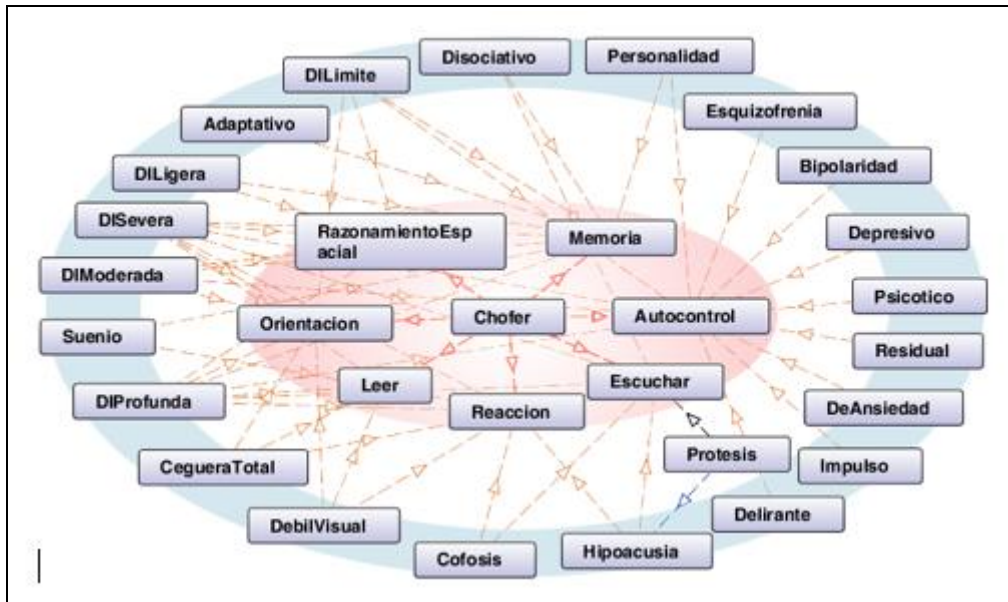 Disociativo
Personalidad
DILimite
Esquizofrenia
Adaptativo
Bipolaridad
DILigera
DISevera
RazonamientoEsp
acial
Memoria
Depresivo
DIModerada
Psicotico
Orientacion
Chofer
Autocontrol
Suenio
Residual
Leer
Escuchar
DIProfunda
Reaccion
DeAnsiedad
Protesis
CegueraTotal
Impulso
Delirante
DebilVisual
Cofosis
Hipoacusia